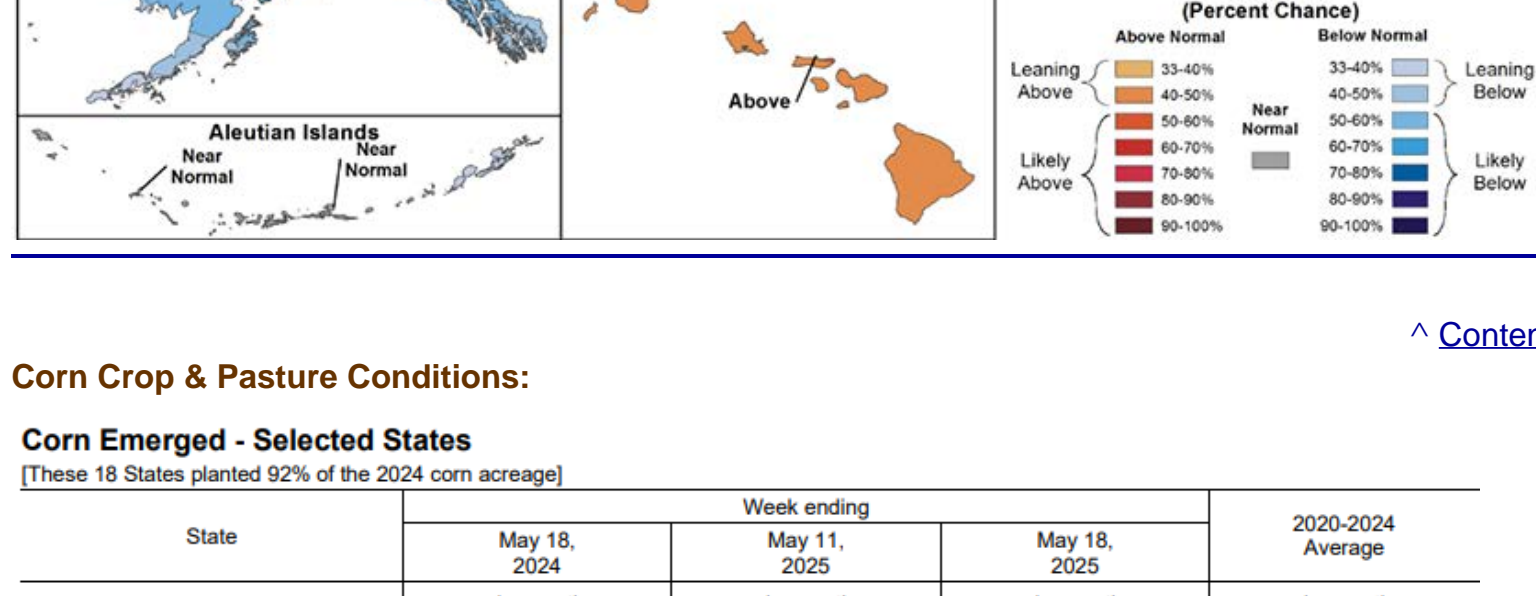 Above
Aleutian Islands
Near
Normal
Near
Normal
(Percent Chance)
Above Normal
Below Normal
Leaning
Above
33-40%
40-50%
50-60%
60-70%
70-80%
80-90%
90-100%
Likely
Above
Near
Normal
33-40%
40-50%
50-60%
60-70%
70-80%
80-90%
90-100%
Leaning
Below
Likely
Below
^ Conten
Corn Crop & Pasture Conditions:
Corn Emerged - Selected States
[These 18 States planted 92% of the 2024 corn acreage]
State
Week ending
2020-2024
Average
May 18,
2024
May 11,
2025
May 18,
2025